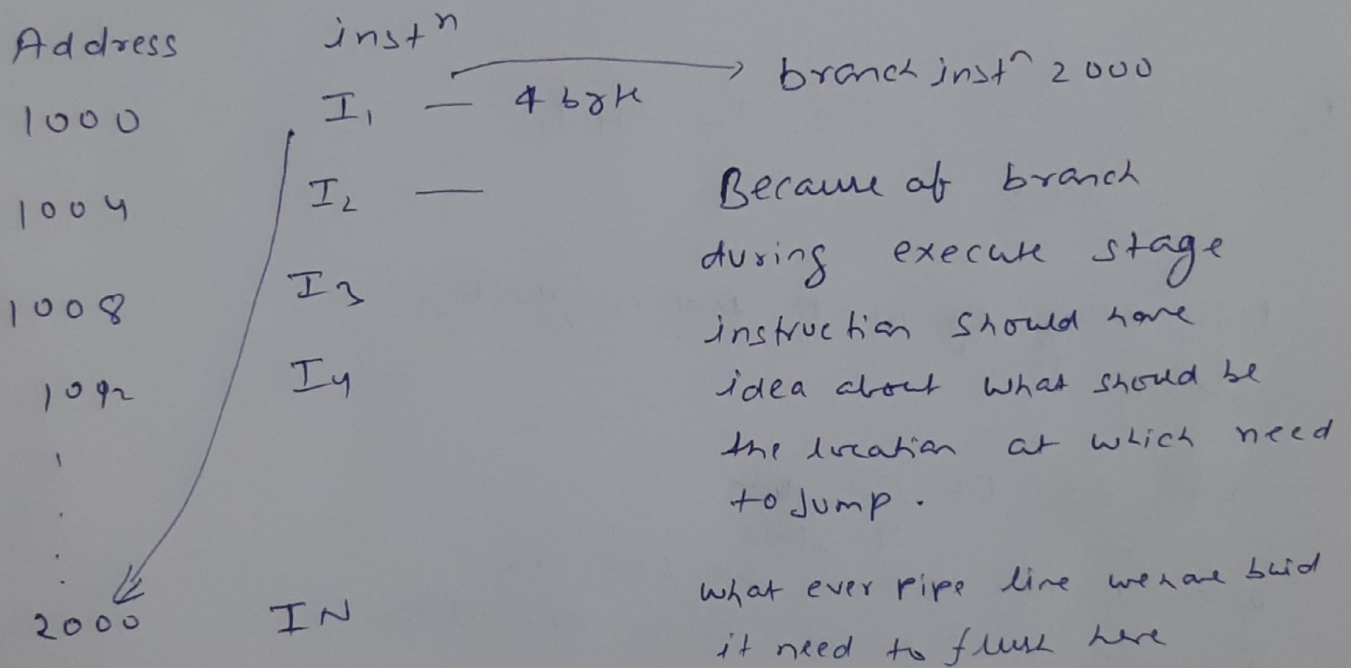 Address instⁿ
1000 I₁ — 4 byte → branch instⁿ 2000
1004 I₂ —
1008 I₃
1092 I₄
2000 IN
Because of branch
during execute stage
instruction should have
idea about what should be
the location at which need
to Jump.
what ever pipe line we have buid
it need to flush here